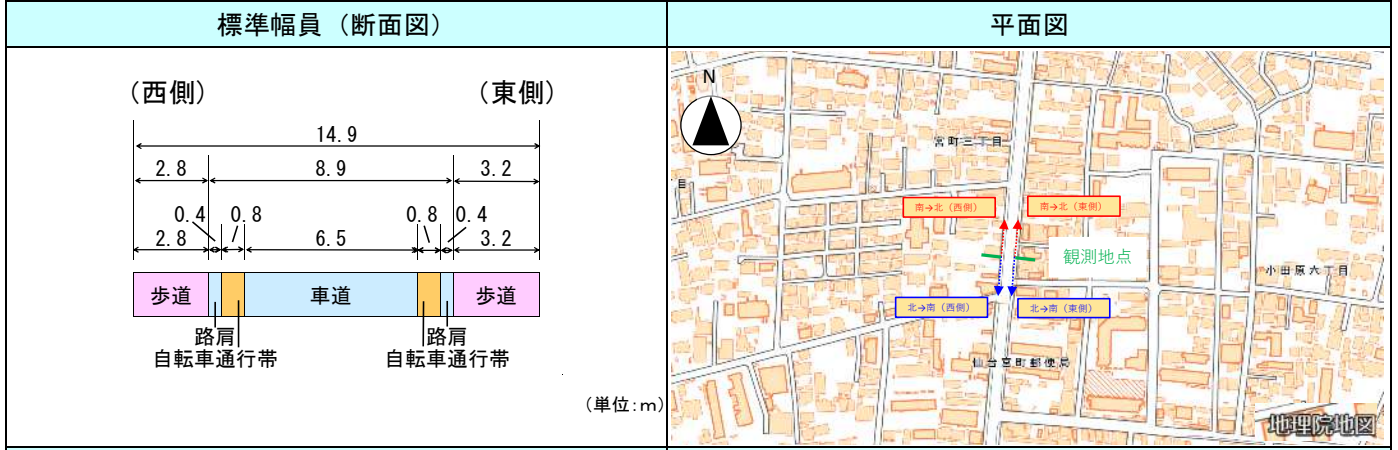 標準幅員（断面図）
平面図
（西側）
（東側）
14.9
2.8
8.9
3.2
0.4
0.8
0.8
0.4
2.8
6.5
3.2
歩道
車道
歩道
路肩
路肩
自転車通行帯
自転車通行帯
（単位:ｍ）
N
宮町三丁目
目
南→北（西側）
南→北（東側）
観測地点
小田原六丁目
北→南（西側）
北→南（東側）
仙台宮町郵便局
地理院地図